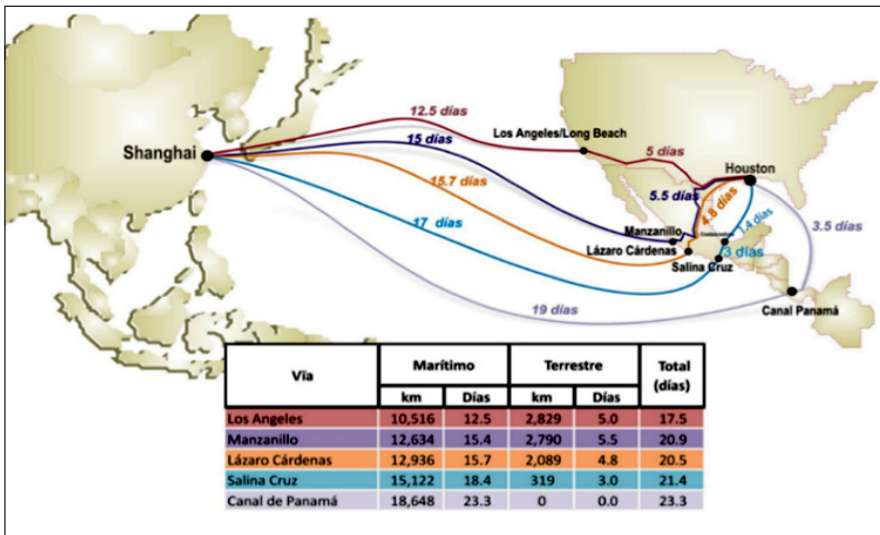 12.5 días
Los Angeles/Long Beach
15 días
5 días
Shanghai
Houston
15.7 días
5.5 días
4.8 días
1.4 días
17 días
Manzanillo
3.5 días
Lázaro Cárdenas
3 días
Salina Cruz
19 días
Canal Panamá
Vïa Marítimo Terrestre Total (días)
km Días km Días
Los Angeles 10,516 12.5 2,829 5.0 17.5
Manzanillo 12,634 15.4 2,790 5.5 20.9
Lázaro Cárdenas 12,936 15.7 2,089 4.8 20.5
Salina Cruz 15,122 18.4 319 3.0 21.4
Canal de Panamá 18,648 23.3 0 0.0 23.3